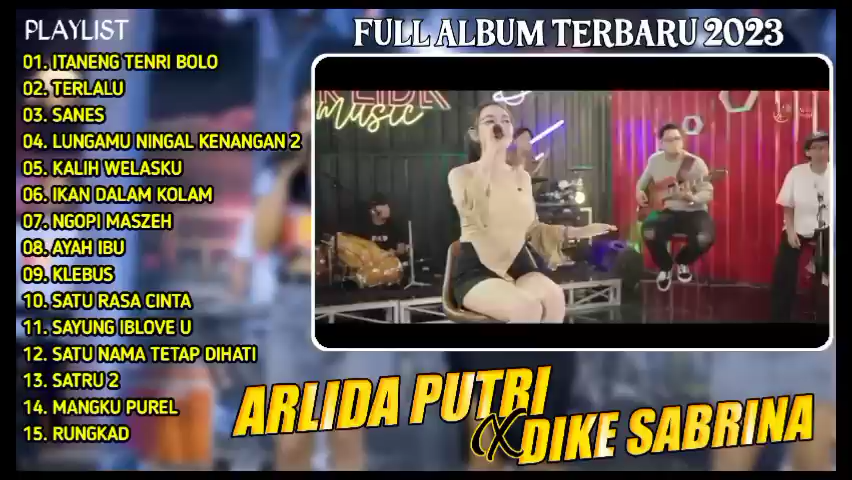 PLAYLIST
FULL ALBUM TERBARU 2023
01. ITANENG TENRI BOLO
02. TERLALU
03. SANES
04. LUNGAMU NINGAL KENANGAN 2
05. KALIH WELASKU
06. IKAN DALAM KOLAM
07. NGOPI MASZEH
08. AYAH IBU
09. KLEBUS
10. SATU RASA CINTA
11. SAYUNG IBLOVE U
12. SATU NAMA TETAP DIHATI
13. SATRU 2
14. MANGKU PUREL
15. RUNGKAD
music
ARLIDA PUTRI
X DIKE SABRINA